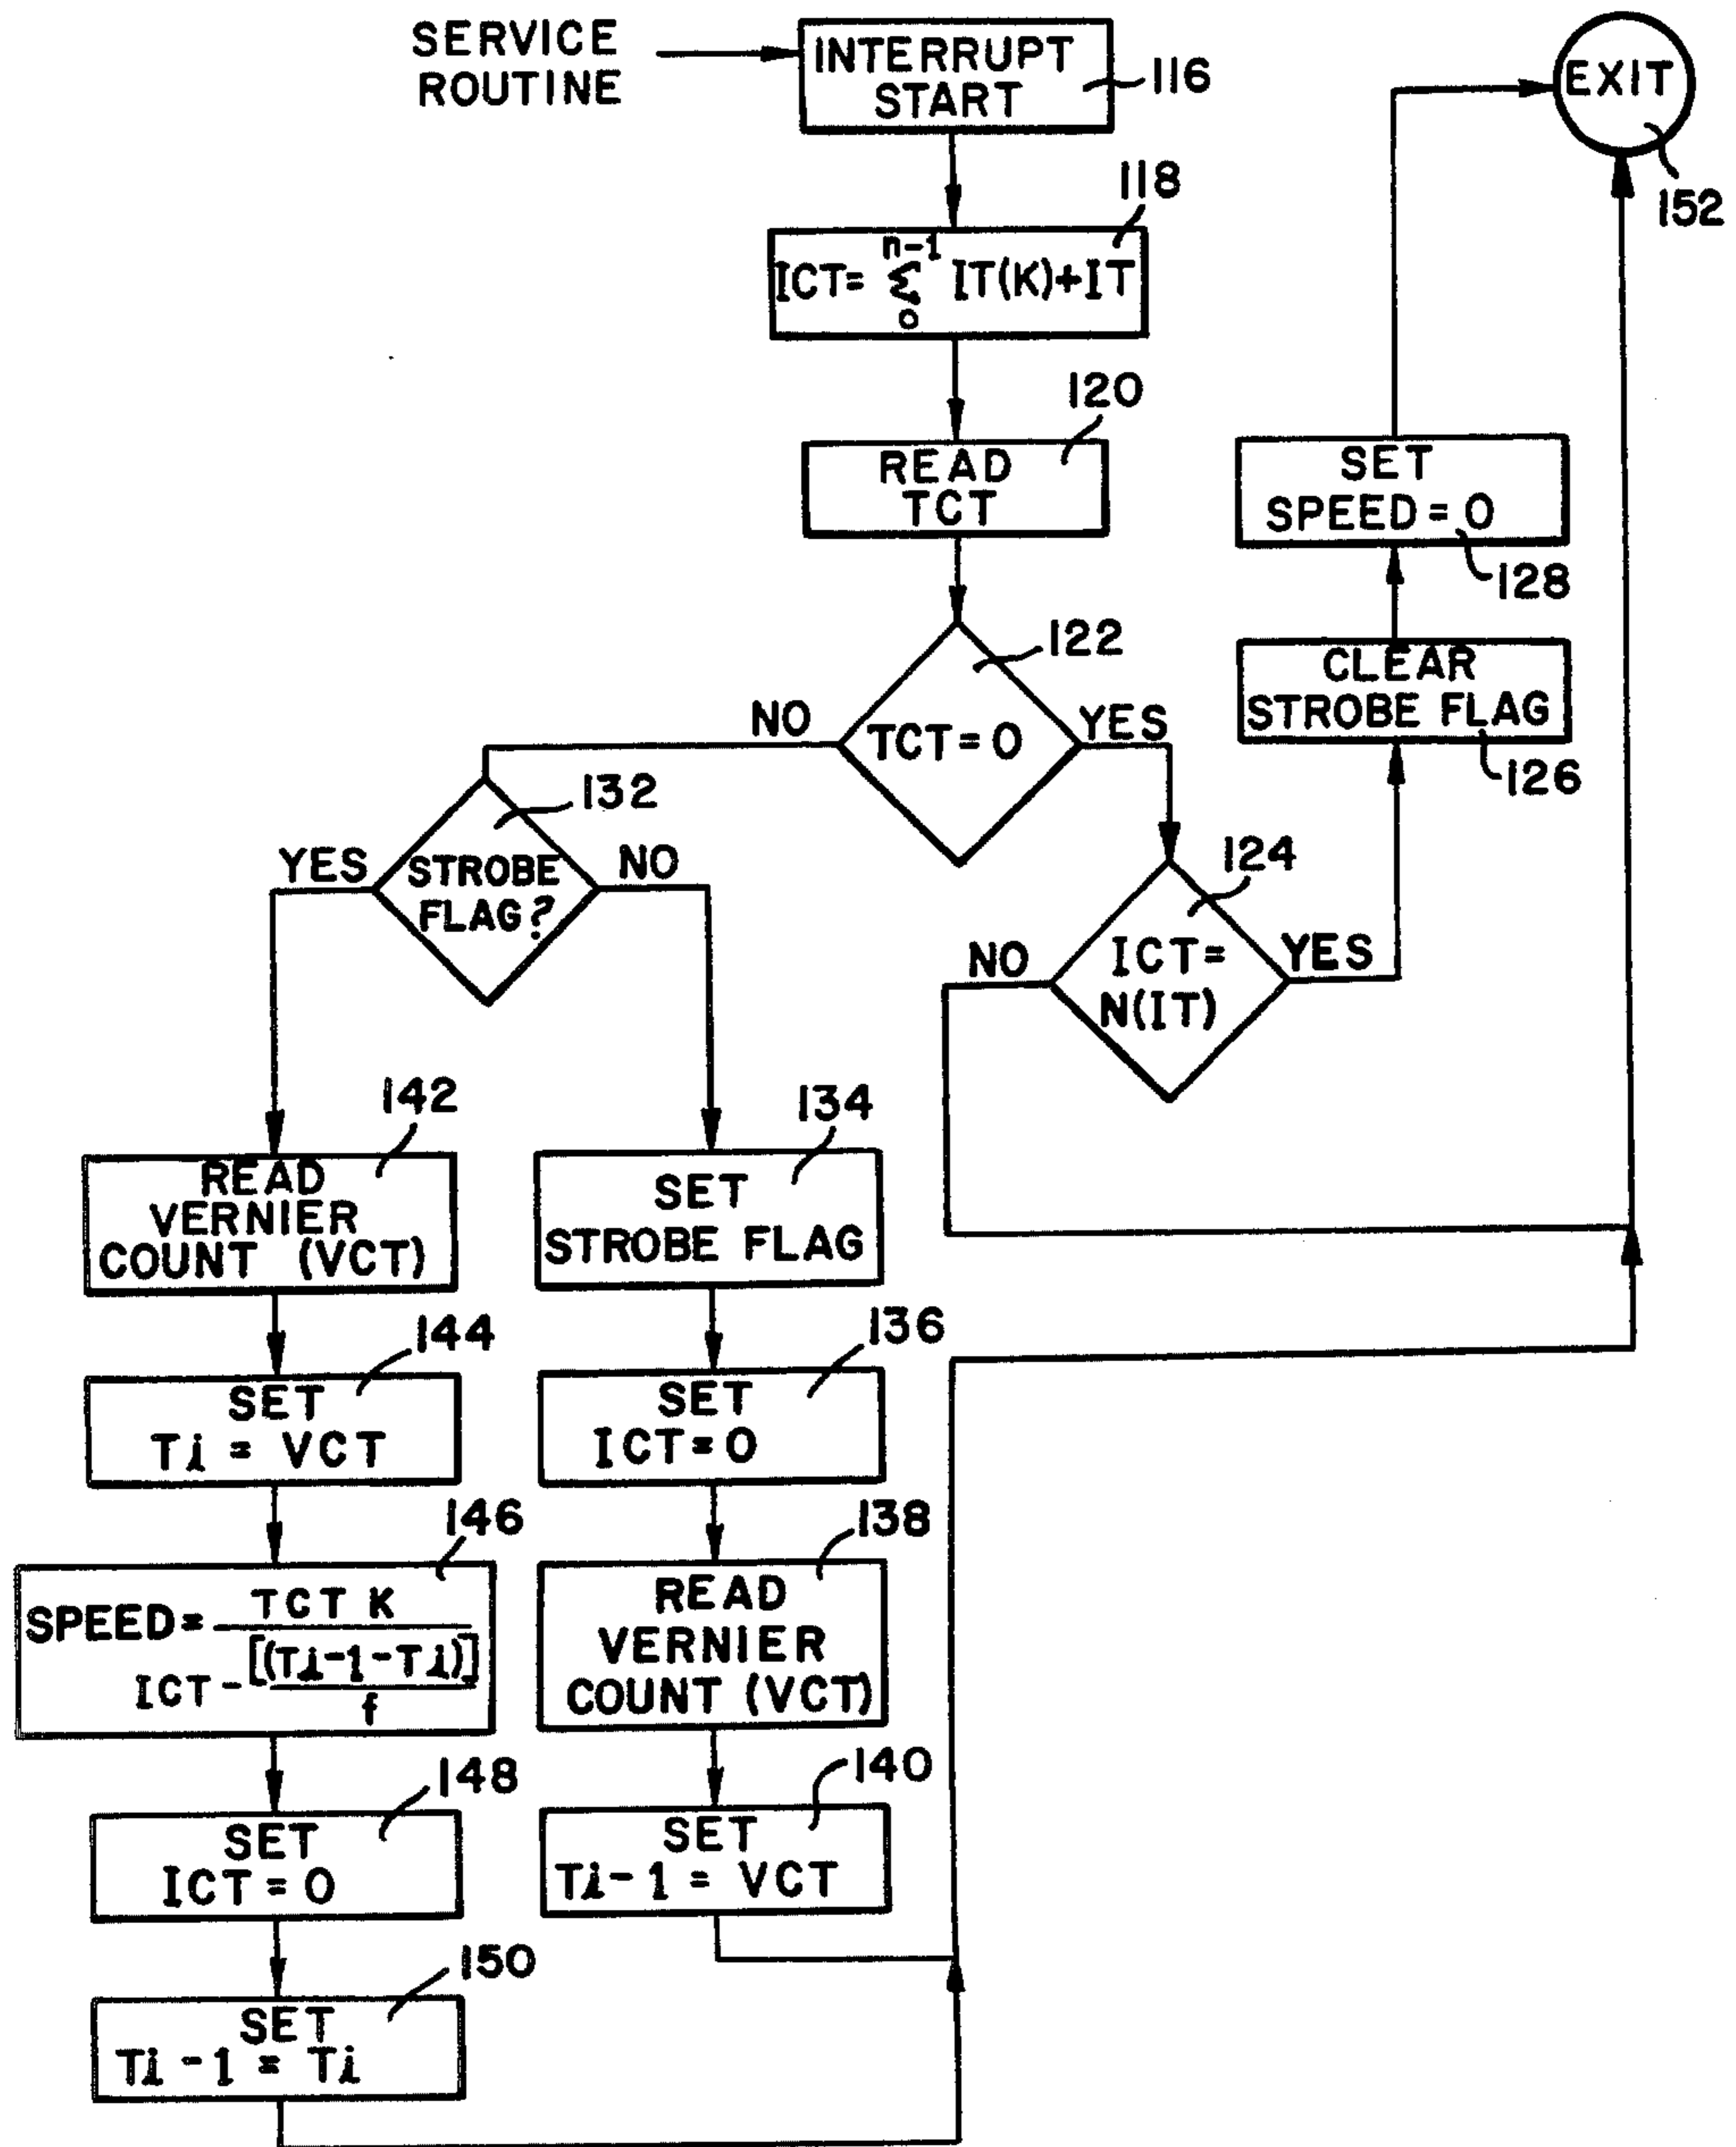 SERVICE
ROUTINE
INTERRUPT
START
116
EXIT
152
118
n-1
ICT= Σ IT(K)+IT
0
120
READ
TCT
SET
SPEED = 0
128
122
TCT = 0
NO
YES
CLEAR
STROBE FLAG
126
132
STROBE
FLAG?
YES
NO
124
ICT=
N(IT)
NO
YES
142
READ
VERNIER
COUNT (VCT)
134
SET
STROBE FLAG
144
SET
Ti = VCT
136
SET
ICT=0
146
TCT K
SPEED=
[(Ti-1-Ti)]
ICT-
f
138
READ
VERNIER
COUNT (VCT)
148
SET
ICT = 0
140
SET
Ti-1 = VCT
150
SET
Ti-1 = Ti